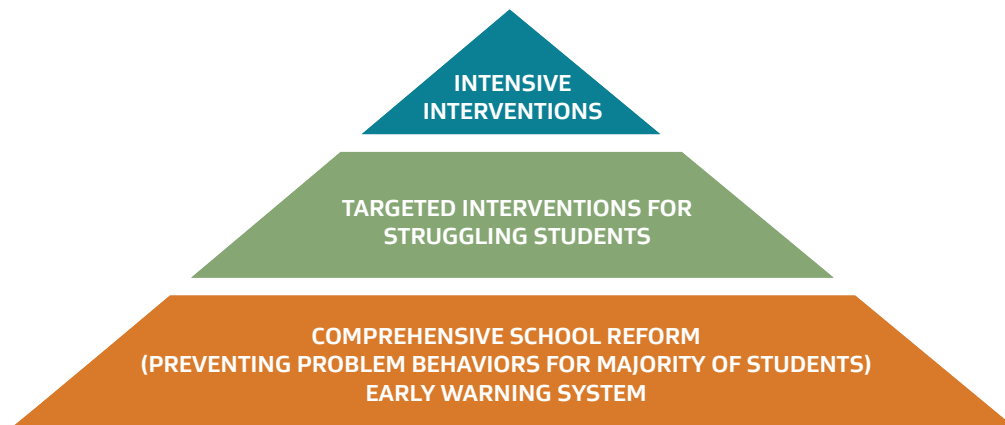 INTENSIVE
INTERVENTIONS
TARGETED INTERVENTIONS FOR
STRUGGLING STUDENTS
COMPREHENSIVE SCHOOL REFORM
(PREVENTING PROBLEM BEHAVIORS FOR MAJORITY OF STUDENTS)
EARLY WARNING SYSTEM